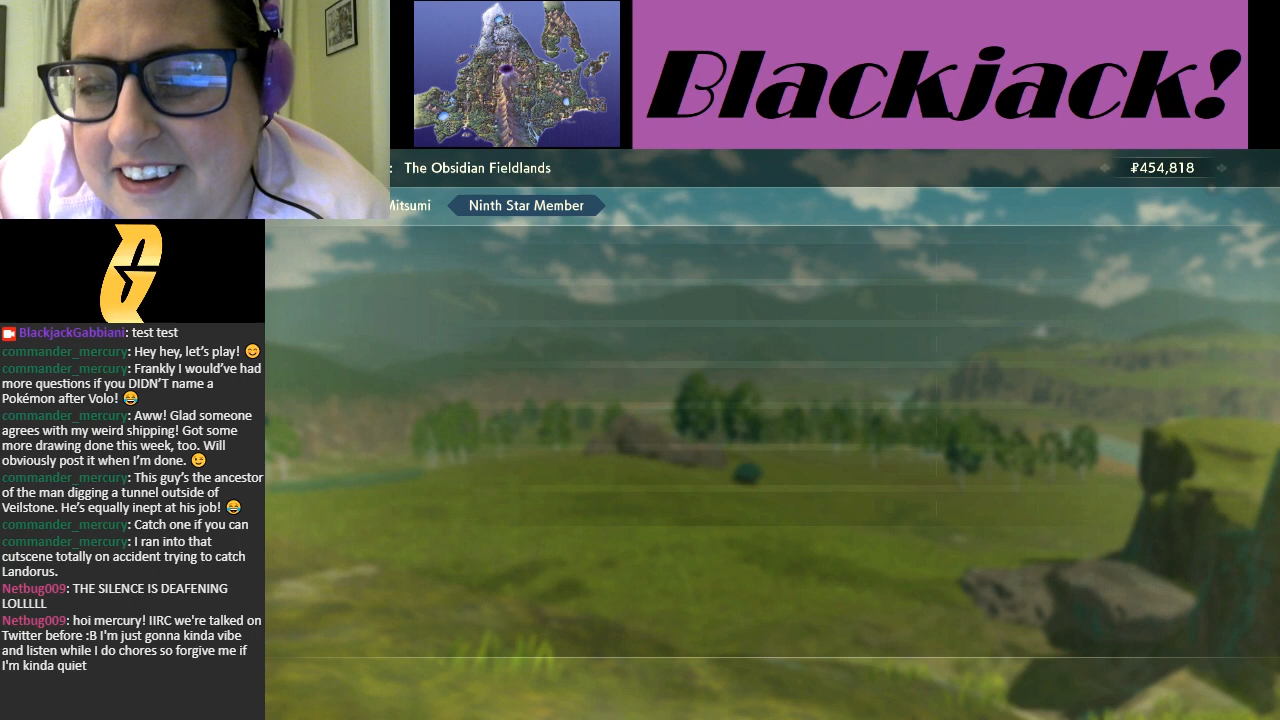 Blackjack!
: The Obsidian Fieldlands
₽454,818
Mitsumi
Ninth Star Member
BlackjackGabbiani: test test
commander_mercury: Hey hey, let's play! 😊
commander_mercury: Frankly I would've had
more questions if you DIDN'T name a
Pokémon after Volo! 😂
commander_mercury: Aww! Glad someone
agrees with my weird shipping! Got some
more drawing done this week, too. Will
obviously post it when I'm done. 😉
commander_mercury: This guy's the ancestor
of the man digging a tunnel outside of
Veilstone. He's equally inept at his job! 😂
commander_mercury: Catch one if you can
commander_mercury: I ran into that
cutscene totally on accident trying to catch
Landorus.
Netbug009: THE SILENCE IS DEAFENING
LOLLLLL
Netbug009: hoi mercury! IIRC we're talked on
Twitter before :B I'm just gonna kinda vibe
and listen while I do chores so forgive me if
I'm kinda quiet